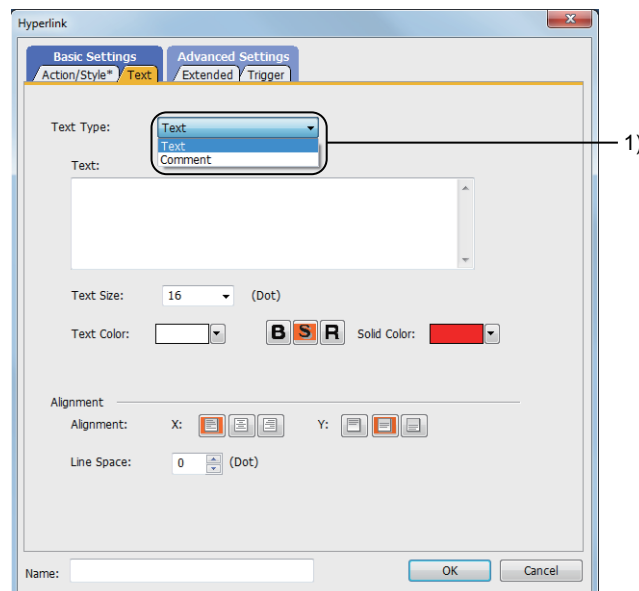 Hyperlink
Basic Settings Advanced Settings
Action/Style* Text Extended Trigger
Text Type: Text
Text
Comment
Text:
Text Size: 16 (Dot)
Text Color: B S R Solid Color:
Alignment
Alignment: X: Y:
Line Space: 0 (Dot)
Name: OK Cancel
1)